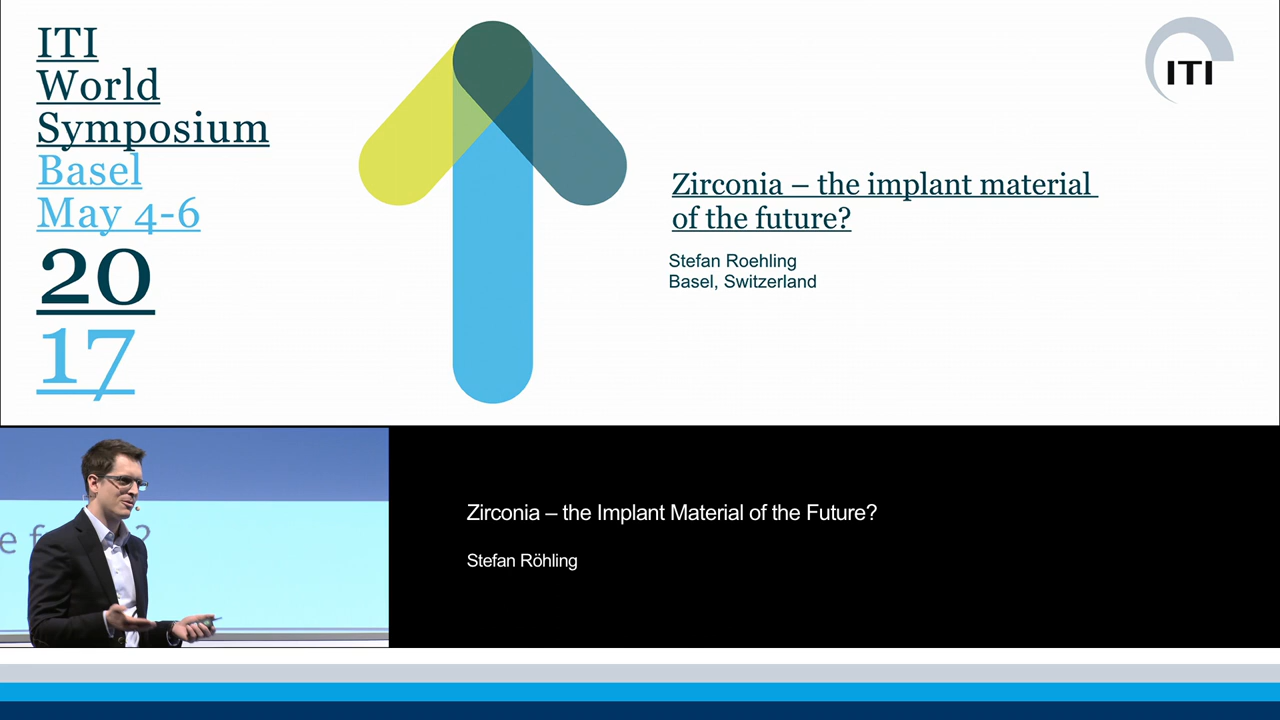 ITI
World
Symposium
Basel
May 4-6
20
17
ITI
Zirconia – the implant material
of the future?
Stefan Roehling
Basel, Switzerland
Zirconia – the Implant Material of the Future?
Stefan Röhling